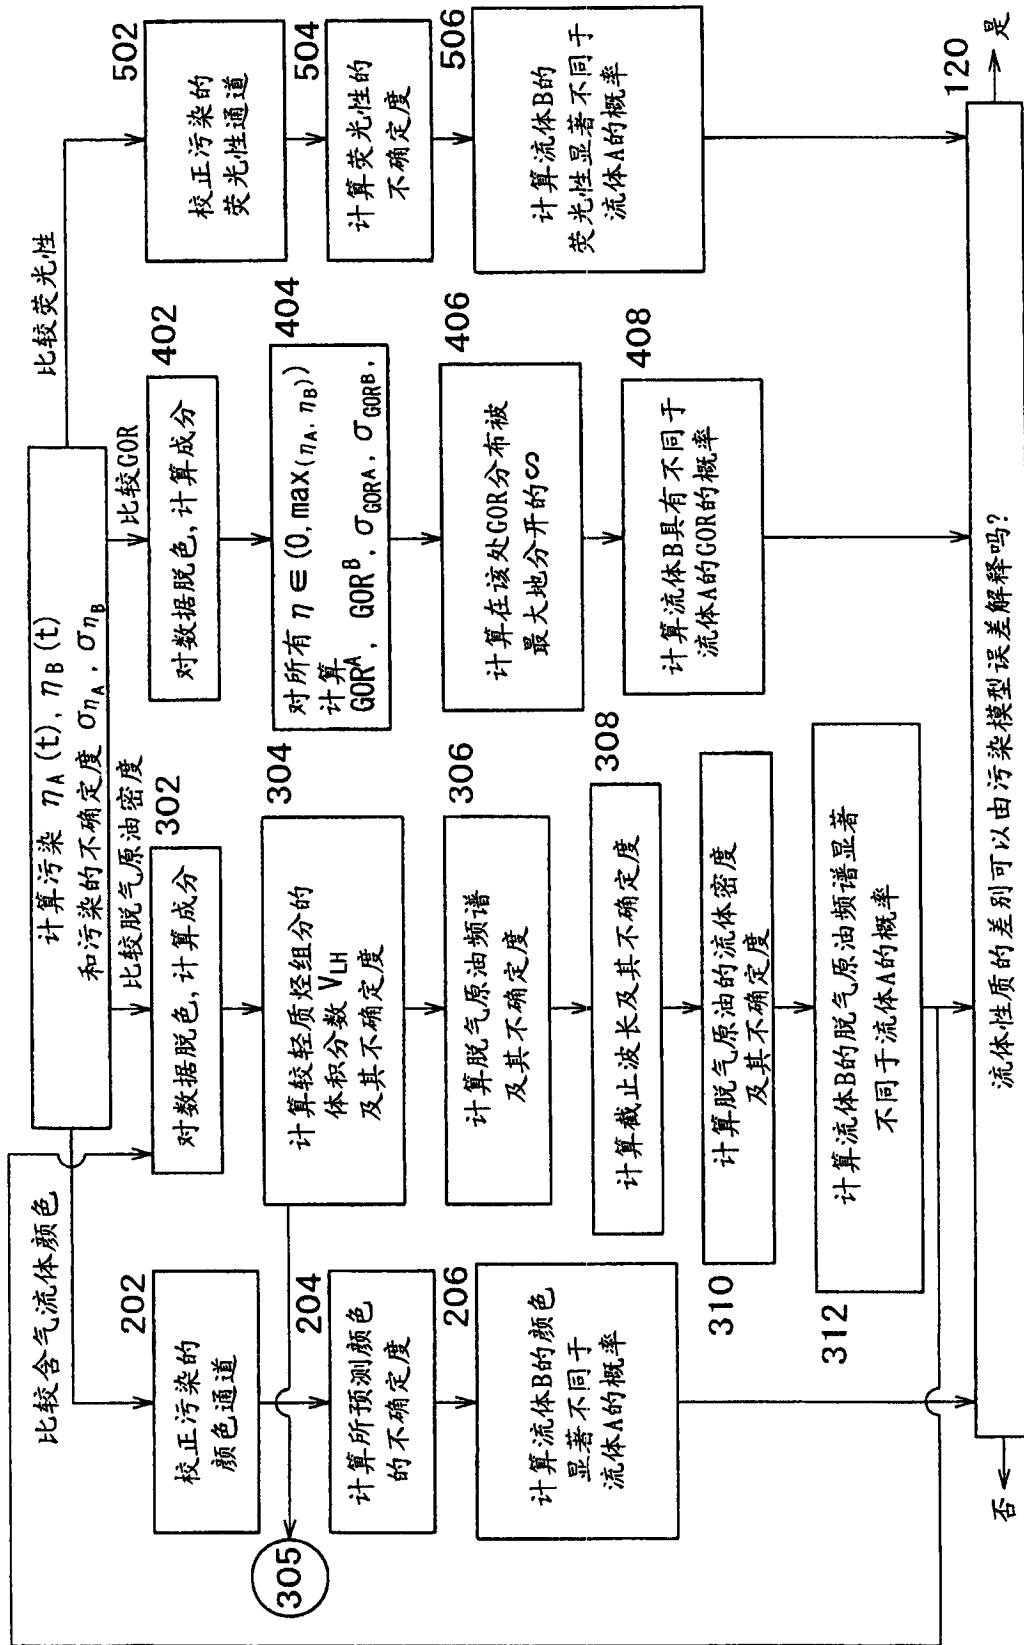 计算污染 ηA(t), ηB(t)
和污染的不确定度 σηA, σηB
比较含气流体颜色
202
校正污染的
颜色通道
204
计算所预测颜色
的不确定度
206
计算流体B的颜色
显著不同于
流体A的概率
比较脱气原油密度
302
对数据脱色,计算成分
304
计算较轻质烃组分的
体积分数 VLH
及其不确定度
305
306
计算脱气原油频谱
及其不确定度
308
计算截止波长及其不确定度
310
计算脱气原油的流体密度
及其不确定度
312
计算流体B的脱气原油频谱显著
不同于流体A的概率
比较GOR
402
对数据脱色,计算成分
404
对所有 η∈(0, max(ηA, ηB))
计算
GORA, GORB, σGORA, σGORB,
406
计算在该处GOR分布被
最大地分开的∽
408
计算流体B具有不同于
流体A的GOR的概率
比较荧光性
502
校正污染的
荧光性通道
504
计算荧光性的
不确定度
506
计算流体B的
荧光性显著不同于
流体A的概率
120
流体性质的差别可以由污染模型误差解释吗?
否
是